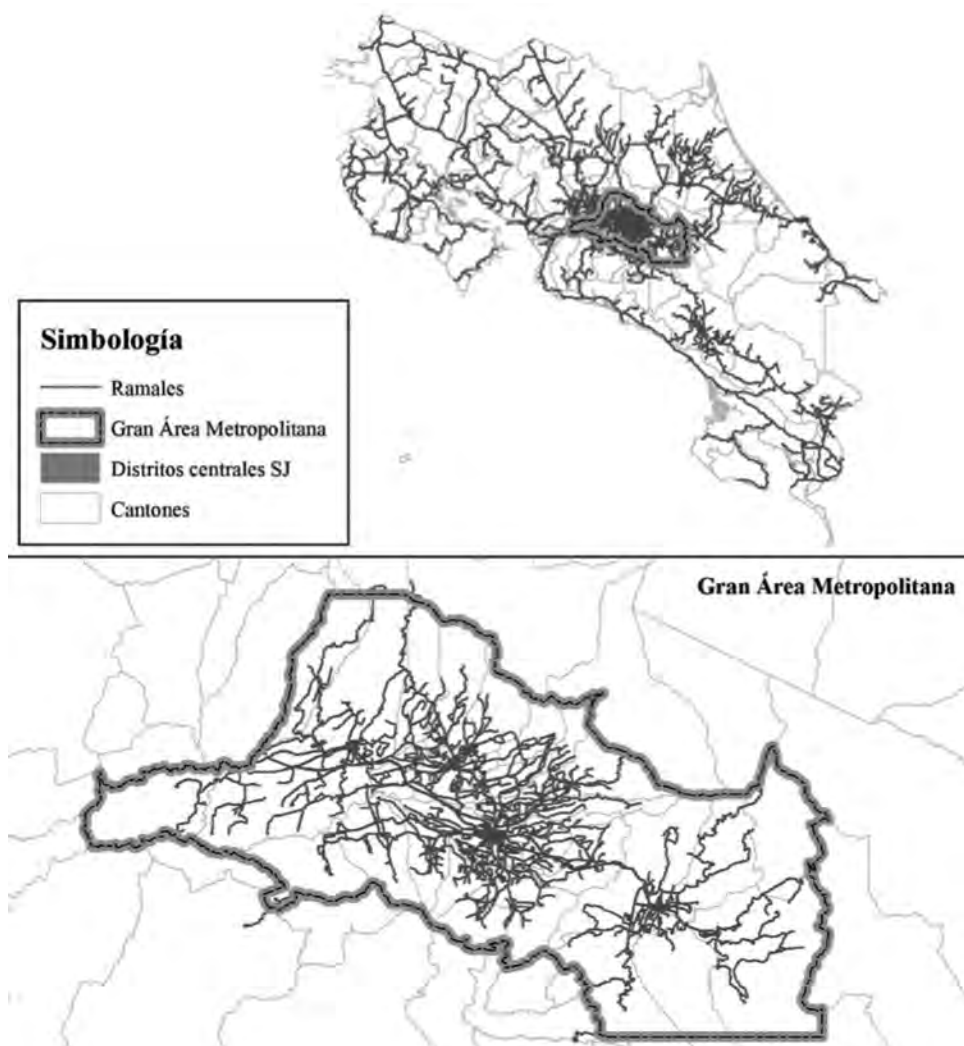 Simbología
Ramales
Gran Área Metropolitana
Distritos centrales SJ
Cantones
Gran Área Metropolitana